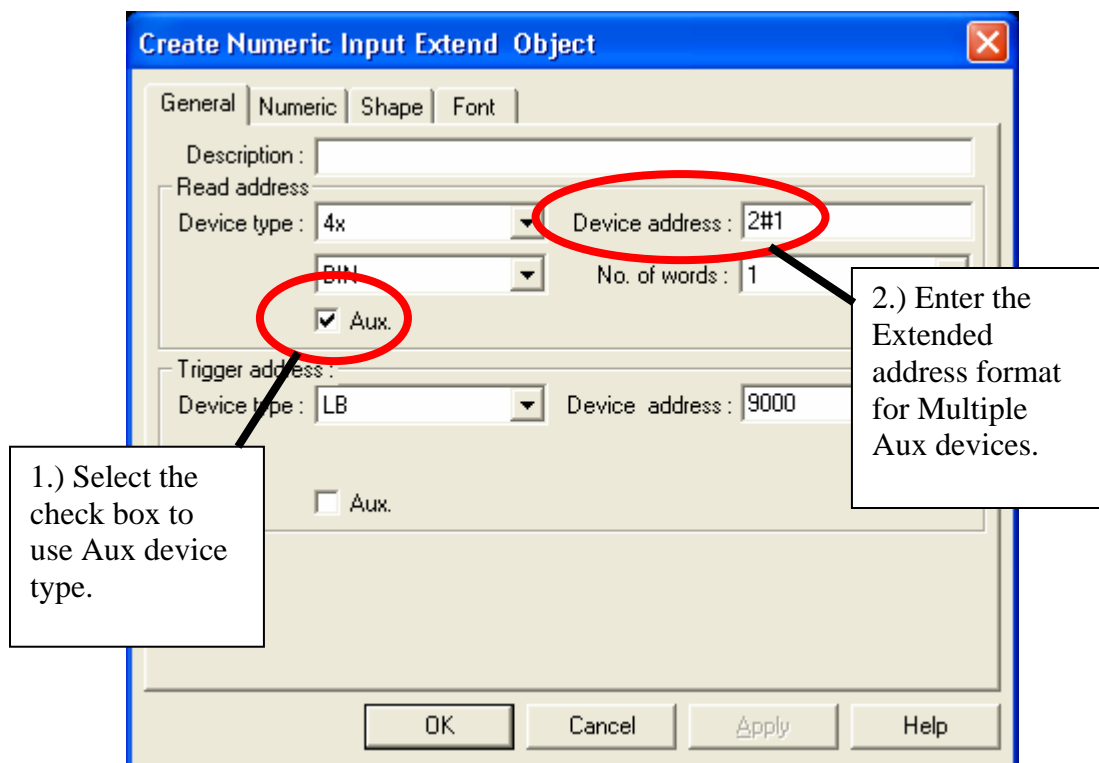 Create Numeric Input Extend Object
General Numeric Shape Font
Description :
Read address
Device type : 4x Device address : 2#1
BIN No. of words : 1
Aux.
Trigger address :
Device type : LB Device address : 9000
Aux.
1.) Select the
check box to
use Aux device
type.
2.) Enter the
Extended
address format
for Multiple
Aux devices.
OK Cancel Apply Help